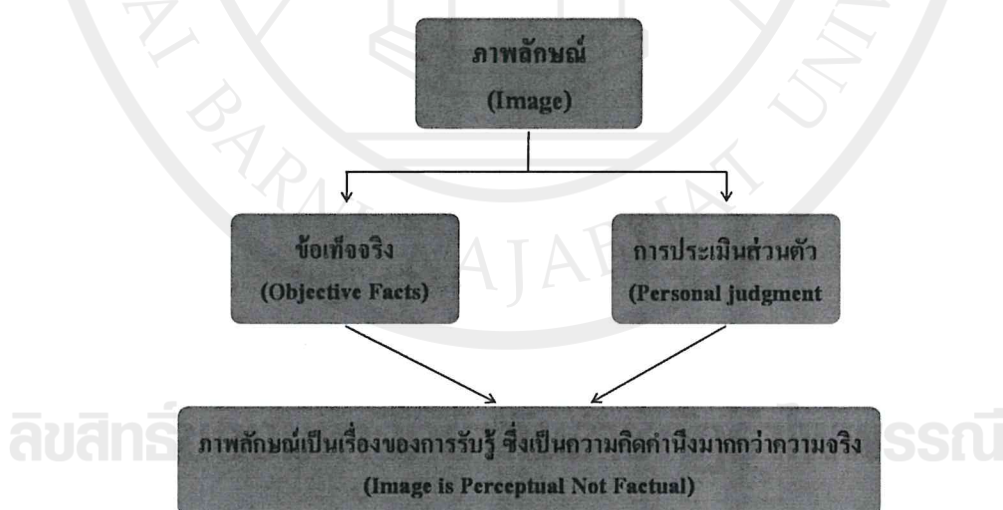 ภาพลักษณ์
(Image)
ข้อเท็จจริง
(Objective Facts)
การประเมินส่วนตัว
(Personal judgment
ภาพลักษณ์เป็นเรื่องของการรับรู้ ซึ่งเป็นความคิดคำนึงมากกว่าความจริง
(Image is Perceptual Not Factual)